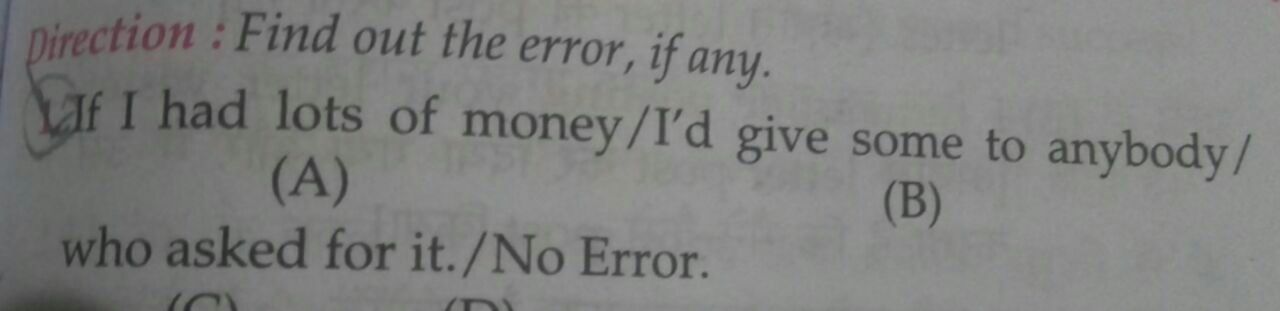 Direction : Find out the error, if any.
1. If I had lots of money/I'd give some to anybody/
(A) (B)
who asked for it./No Error.
(C) (D)